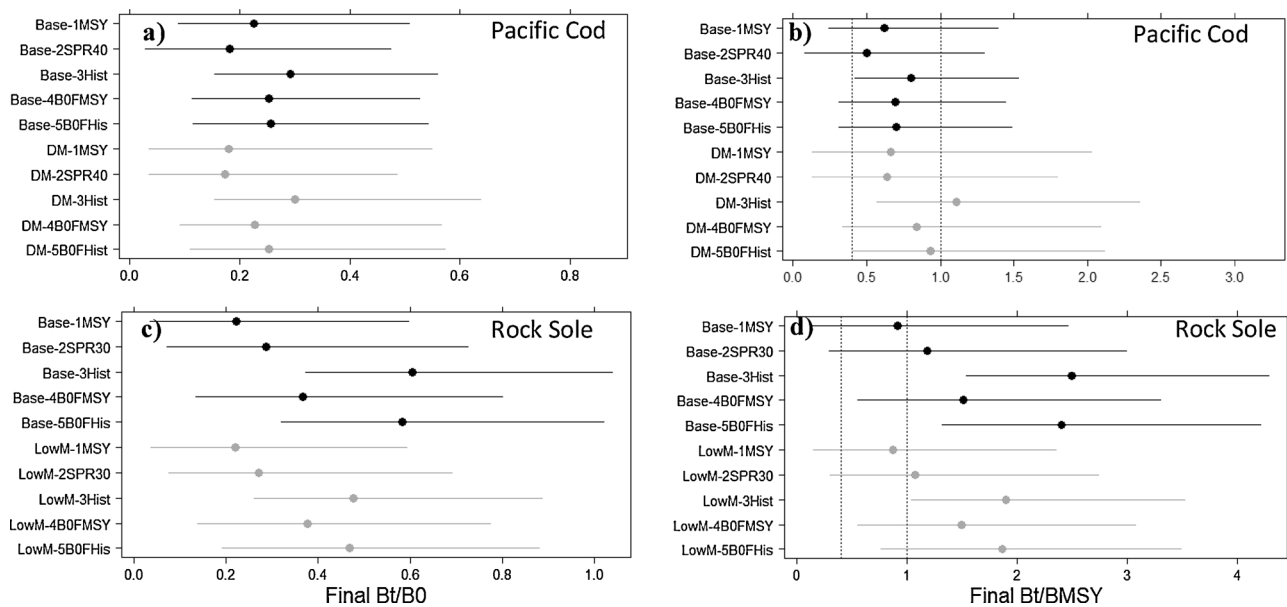 a)
Pacific Cod
Base-1MSY
Base-2SPR40
Base-3Hist
Base-4B0FMSY
Base-5B0FHis
DM-1MSY
DM-2SPR40
DM-3Hist
DM-4B0FMSY
DM-5B0FHist
0.0 0.2 0.4 0.6 0.8
b)
Pacific Cod
Base-1MSY
Base-2SPR40
Base-3Hist
Base-4B0FMSY
Base-5B0FHis
DM-1MSY
DM-2SPR40
DM-3Hist
DM-4B0FMSY
DM-5B0FHist
0.0 0.5 1.0 1.5 2.0 2.5 3.0
c)
Rock Sole
Base-1MSY
Base-2SPR30
Base-3Hist
Base-4B0FMSY
Base-5B0FHis
LowM-1MSY
LowM-2SPR30
LowM-3Hist
LowM-4B0FMSY
LowM-5B0FHis
0.0 0.2 0.4 0.6 0.8 1.0
Final Bt/B0
d)
Rock Sole
Base-1MSY
Base-2SPR30
Base-3Hist
Base-4B0FMSY
Base-5B0FHis
LowM-1MSY
LowM-2SPR30
LowM-3Hist
LowM-4B0FMSY
LowM-5B0FHis
0 1 2 3 4
Final Bt/BMSY